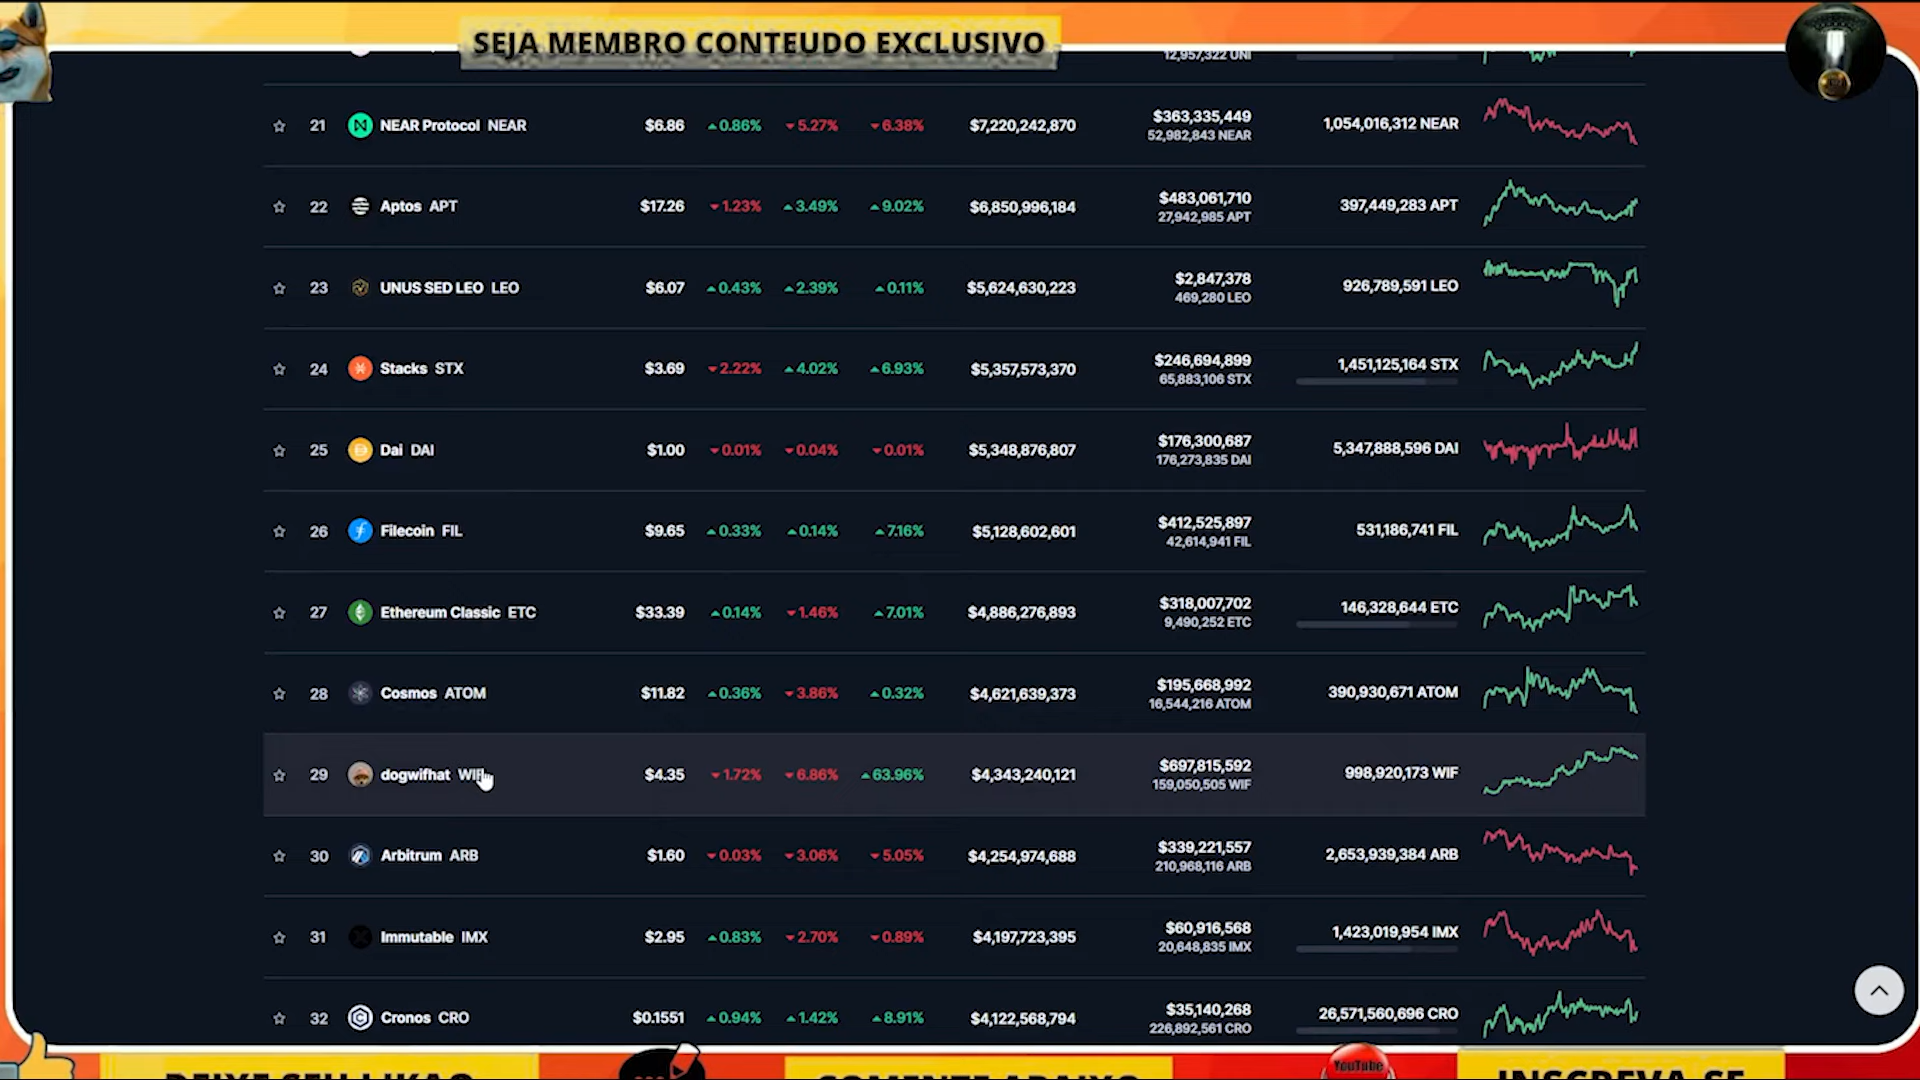 SEJA MEMBRO CONTEUDO EXCLUSIVO
12,957,322 UNI
21 NEAR Protocol NEAR $6.86 0.86% 5.27% 6.38% $7,220,242,870 $363,335,449 1,054,016,312 NEAR
52,982,843 NEAR
22 Aptos APT $17.26 1.23% 3.49% 9.02% $6,850,996,184 $483,061,710 397,449,283 APT
27,942,985 APT
23 UNUS SED LEO LEO $6.07 0.43% 2.39% 0.11% $5,624,630,223 $2,847,378 926,789,591 LEO
469,280 LEO
24 Stacks STX $3.69 2.22% 4.02% 6.93% $5,357,573,370 $246,694,899 1,451,125,164 STX
65,883,106 STX
25 Dai DAI $1.00 0.01% 0.04% 0.01% $5,348,876,807 $176,300,687 5,347,888,596 DAI
176,273,835 DAI
26 Filecoin FIL $9.65 0.33% 0.14% 7.16% $5,128,602,601 $412,525,897 531,186,741 FIL
42,614,941 FIL
27 Ethereum Classic ETC $33.39 0.14% 1.46% 7.01% $4,886,276,893 $318,007,702 146,328,644 ETC
9,490,252 ETC
28 Cosmos ATOM $11.82 0.36% 3.86% 0.32% $4,621,639,373 $195,668,992 390,930,671 ATOM
16,544,216 ATOM
29 dogwifhat WIF $4.35 1.72% 6.86% 63.96% $4,343,240,121 $697,815,592 998,920,173 WIF
159,050,505 WIF
30 Arbitrum ARB $1.60 0.03% 3.06% 5.05% $4,254,974,688 $339,221,557 2,653,939,384 ARB
210,968,116 ARB
31 Immutable IMX $2.95 0.83% 2.70% 0.89% $4,197,723,395 $60,916,568 1,423,019,954 IMX
20,648,835 IMX
32 Cronos CRO $0.1551 0.94% 1.42% 8.91% $4,122,568,794 $35,140,268 26,571,560,696 CRO
226,892,561 CRO
DEIXE SEU LIKAO
COMENTE ABAIXO
YouTube
INSCREVA-SE